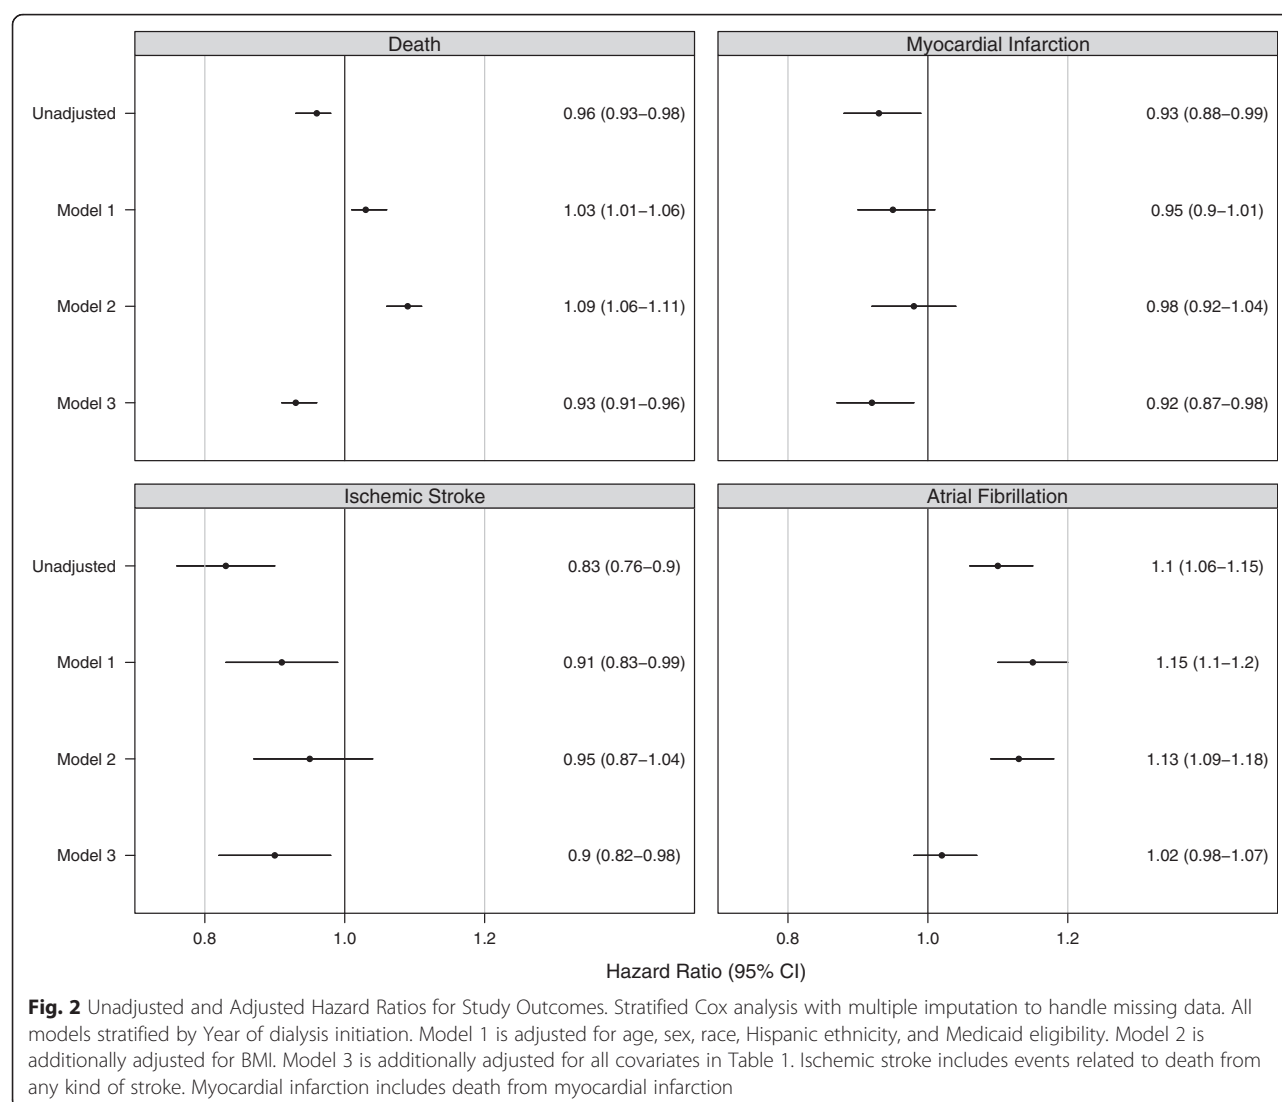 Death
Myocardial Infarction
Unadjusted
0.96 (0.93−0.98)
0.93 (0.88−0.99)
Model 1
1.03 (1.01−1.06)
0.95 (0.9−1.01)
Model 2
1.09 (1.06−1.11)
0.98 (0.92−1.04)
Model 3
0.93 (0.91−0.96)
0.92 (0.87−0.98)
Ischemic Stroke
Atrial Fibrillation
Unadjusted
0.83 (0.76−0.9)
1.1 (1.06−1.15)
Model 1
0.91 (0.83−0.99)
1.15 (1.1−1.2)
Model 2
0.95 (0.87−1.04)
1.13 (1.09−1.18)
Model 3
0.9 (0.82−0.98)
1.02 (0.98−1.07)
0.8 1.0 1.2
0.8 1.0 1.2
Hazard Ratio (95% CI)
Fig. 2 Unadjusted and Adjusted Hazard Ratios for Study Outcomes. Stratified Cox analysis with multiple imputation to handle missing data. All
models stratified by Year of dialysis initiation. Model 1 is adjusted for age, sex, race, Hispanic ethnicity, and Medicaid eligibility. Model 2 is
additionally adjusted for BMI. Model 3 is additionally adjusted for all covariates in Table 1. Ischemic stroke includes events related to death from
any kind of stroke. Myocardial infarction includes death from myocardial infarction